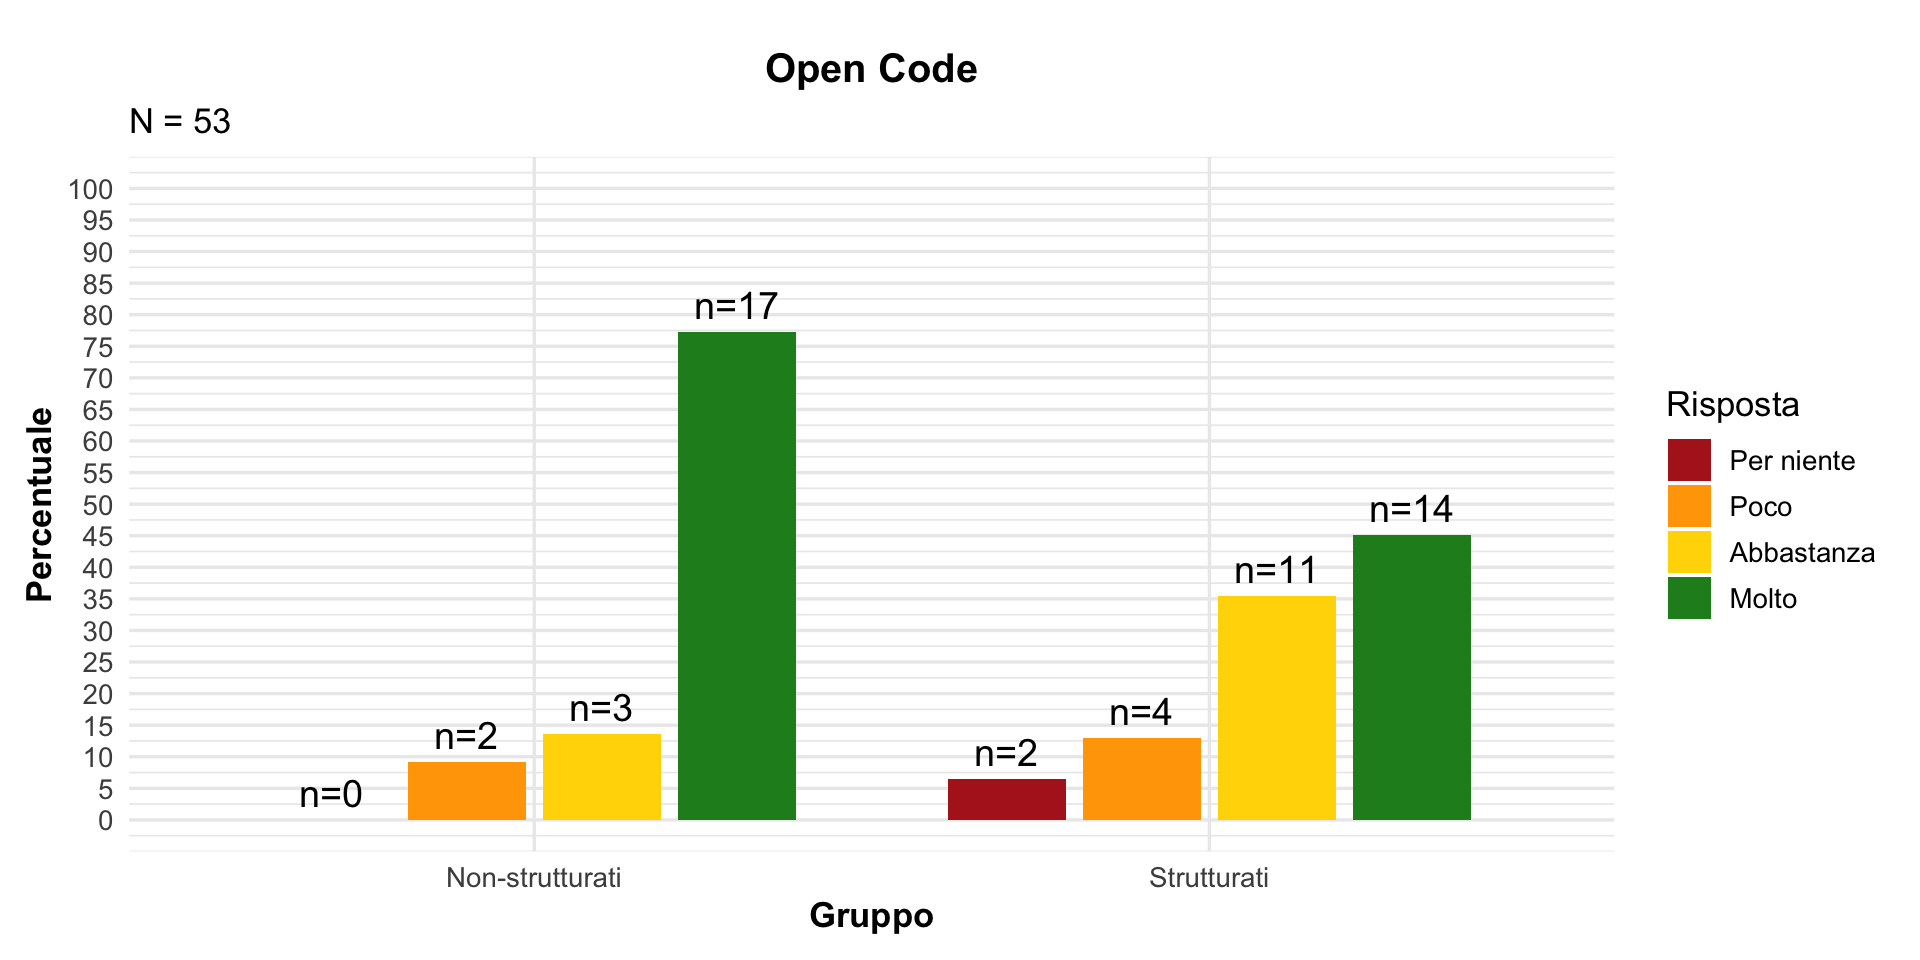 Open Code
N = 53
Percentuale
100
95
90
85
80
75
70
65
60
55
50
45
40
35
30
25
20
15
10
5
0
n=0
n=2
n=3
n=17
n=2
n=4
n=11
n=14
Non-strutturati
Strutturati
Gruppo
Risposta
Per niente
Poco
Abbastanza
Molto